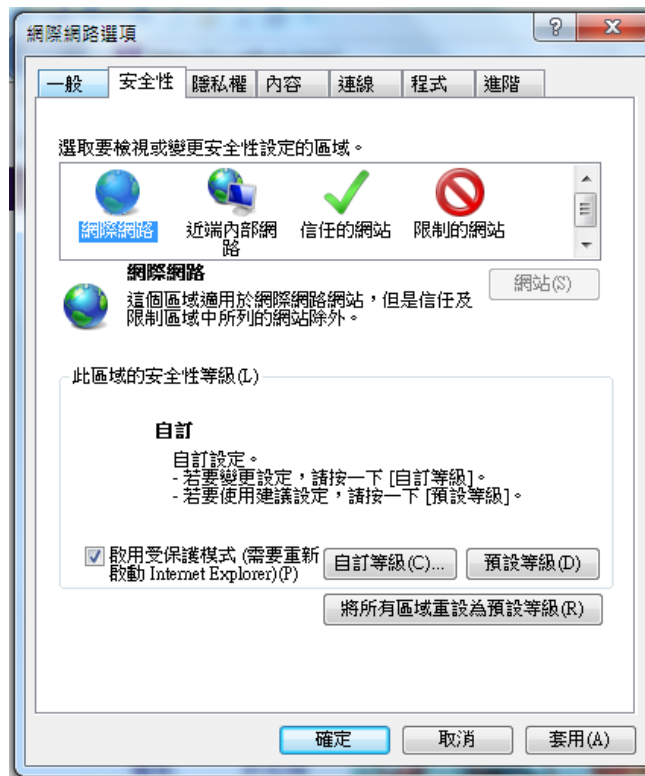 網際網路選項
一般 安全性 隱私權 內容 連線 程式 進階
選取要檢視或變更安全性設定的區域。
網際網路 近端內部網路 信任的網站 限制的網站
網際網路
這個區域適用於網際網路網站，但是信任及
限制區域中所列的網站除外。
網站(S)
此區域的安全性等級(L)
自訂
自訂設定。
- 若要變更設定，請按一下 [自訂等級]。
- 若要使用建議設定，請按一下 [預設等級]。
啟用受保護模式 (需要重新
啟動 Internet Explorer)(P)
自訂等級(C)... 預設等級(D)
將所有區域重設為預設等級(R)
確定 取消 套用(A)